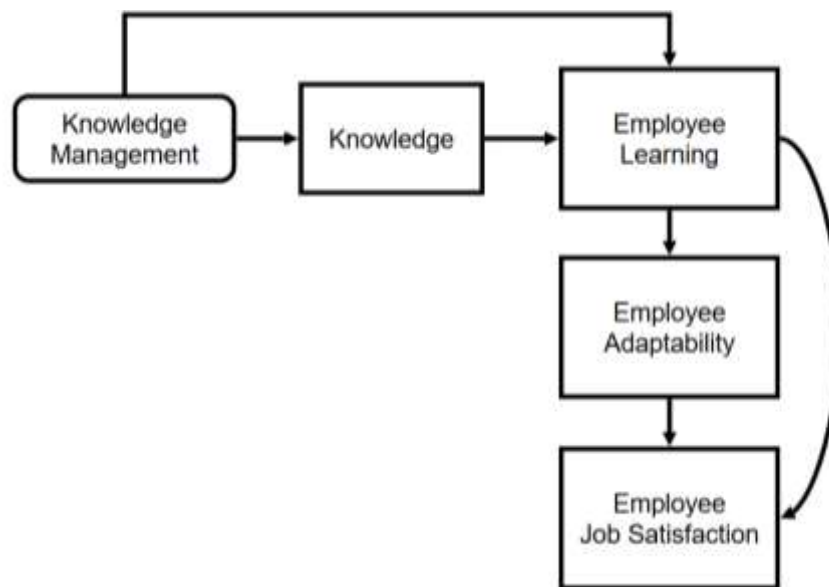 Knowledge
Management
Knowledge
Employee
Learning
Employee
Adaptability
Employee
Job Satisfaction